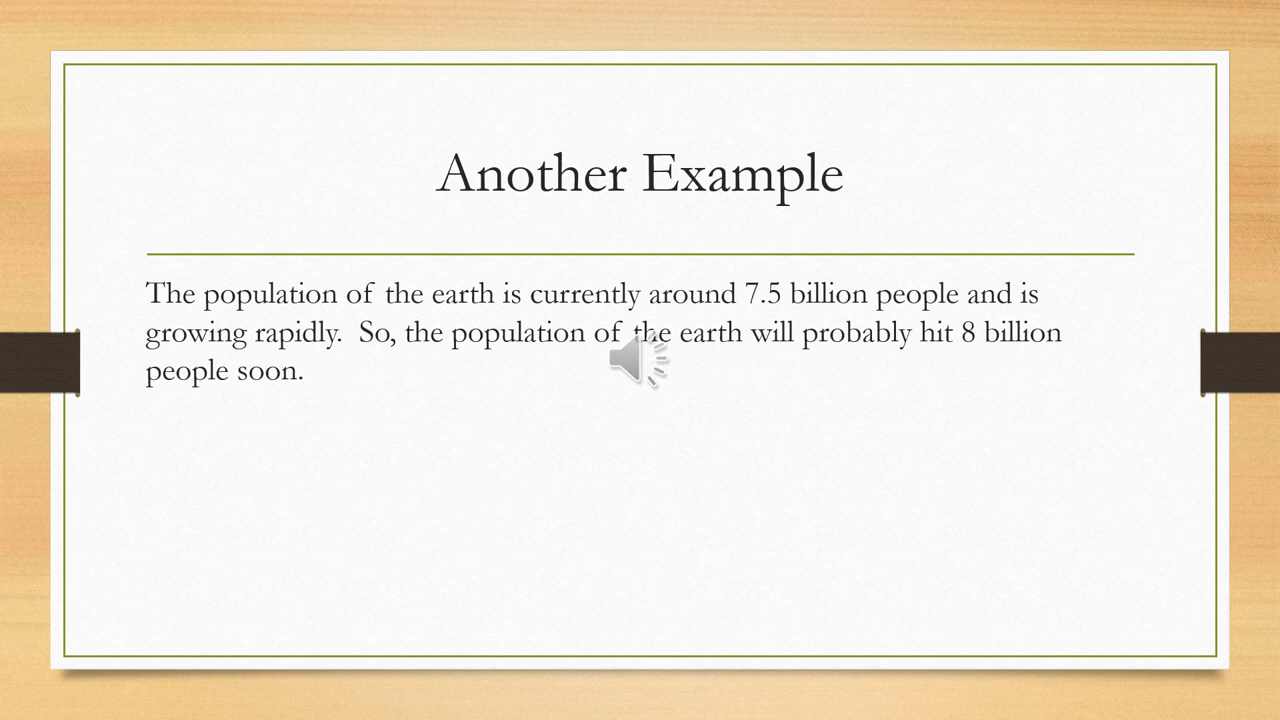 Another Example
The population of the earth is currently around 7.5 billion people and is
growing rapidly.  So, the population of the earth will probably hit 8 billion
people soon.